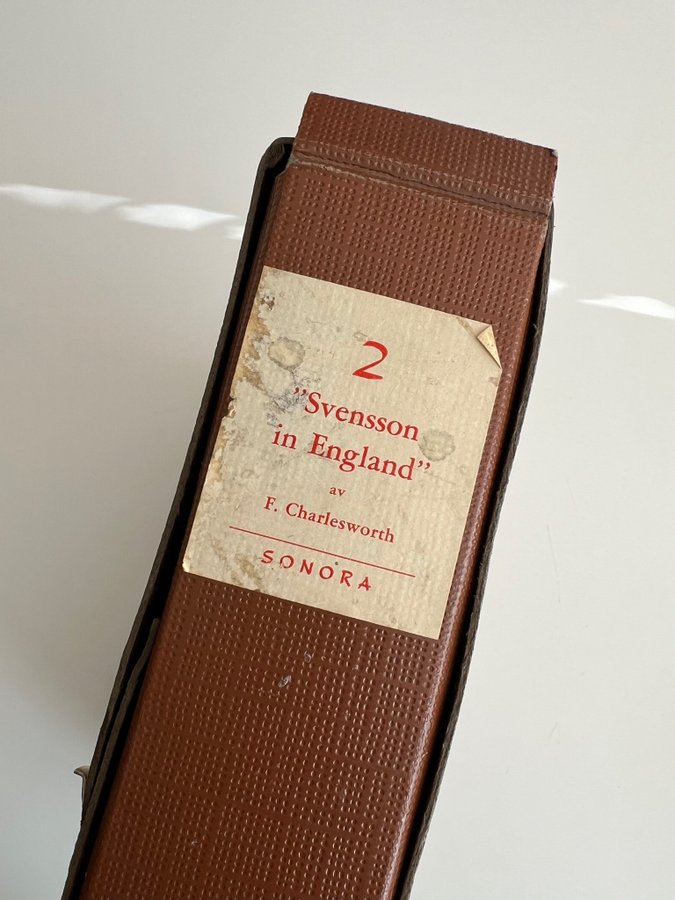 2
”Svensson
in England”
av
F. Charlesworth
SONORA